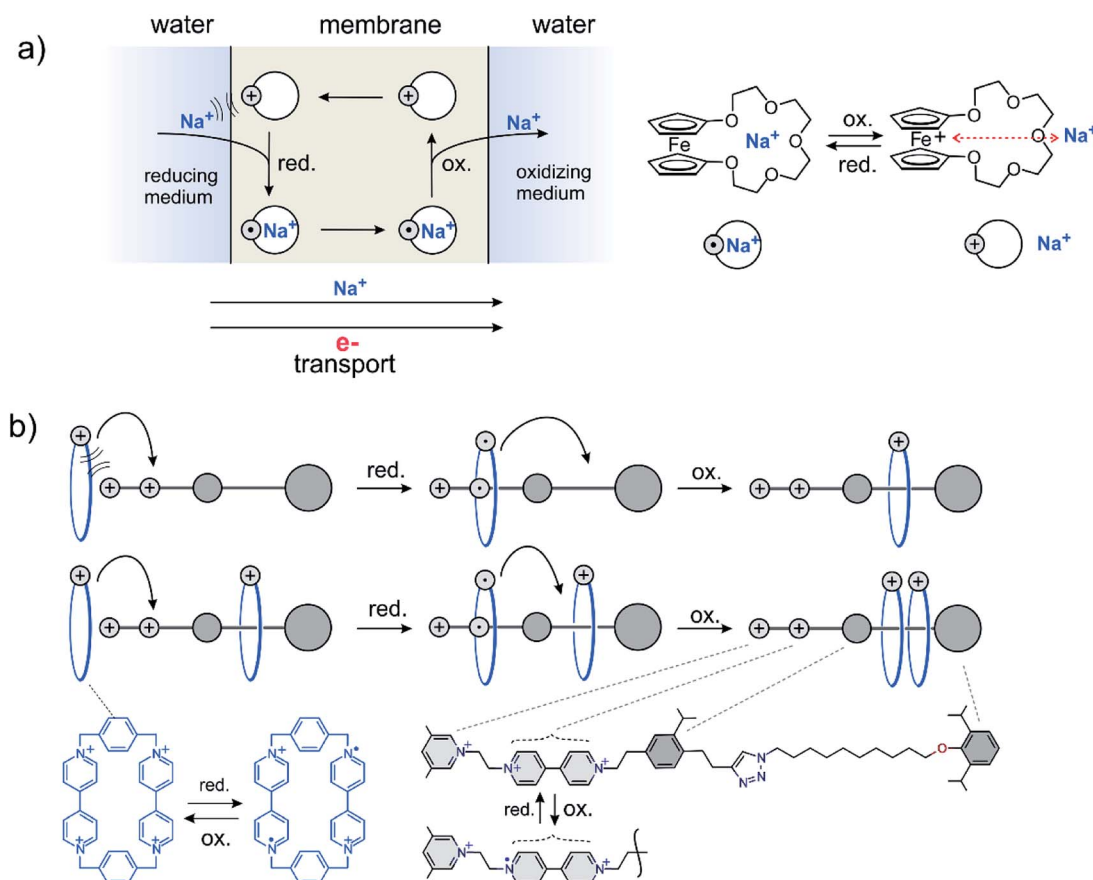 a)
water
membrane
water
Na+
red.
ox.
Na+
reducing
medium
oxidizing
medium
Na+
Na+
Na+
e-
transport
Fe
O
O
O
O
O
O
Na+
ox.
red.
Fe+
O
O
O
O
O
O
Na+
Na+
Na+
b)
red.
ox.
red.
ox.
N+
N+
N+
N+
red.
ox.
N+
N•
N•
N+
N+
N+
N+
N
N
N
O
red.
ox.
N+
N•
N+